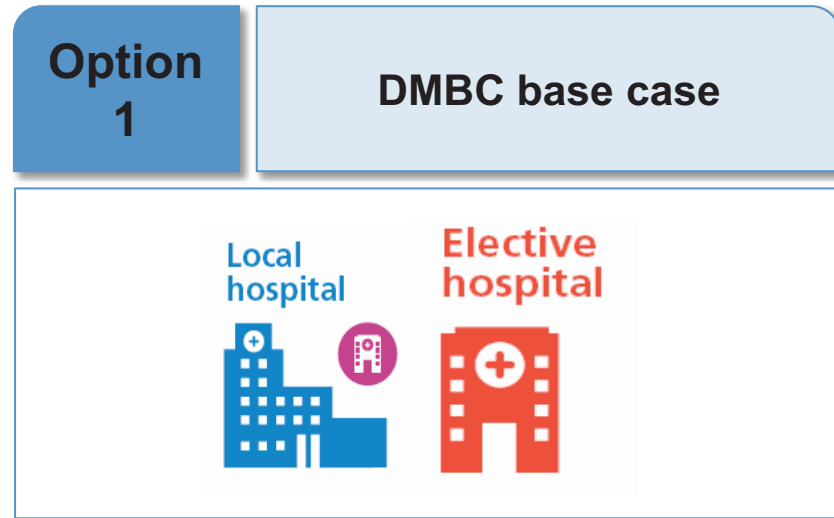 Option
1
DMBC base case
Local
hospital
Elective
hospital